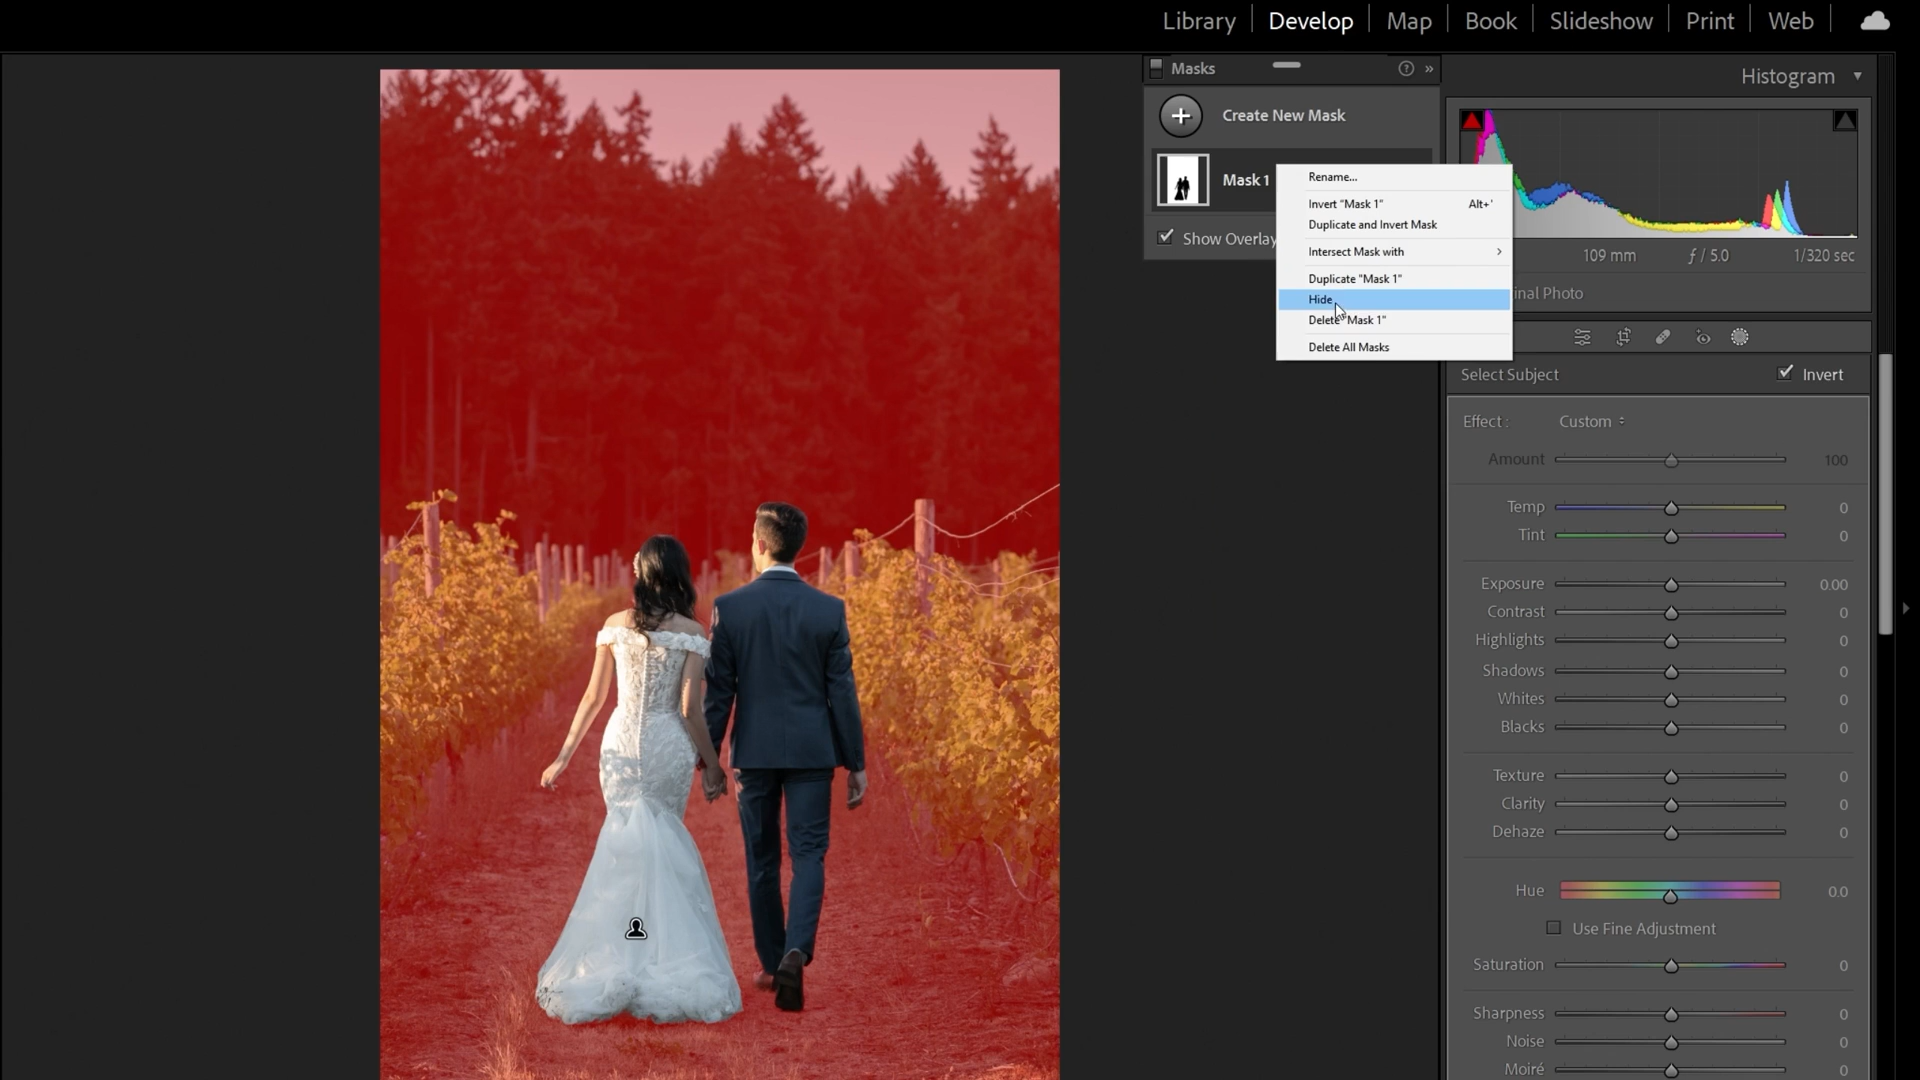 Library Develop Map Book Slideshow Print Web
Masks
Histogram
Create New Mask
Mask 1
Show Overlay
Rename...
Invert "Mask 1" Alt+'
Duplicate and Invert Mask
Intersect Mask with
Duplicate "Mask 1"
Hide
Delete "Mask 1"
Delete All Masks
109 mm ƒ / 5.0 1/320 sec
inal Photo
Select Subject Invert
Effect : Custom
Amount 100
Temp 0
Tint 0
Exposure 0.00
Contrast 0
Highlights 0
Shadows 0
Whites 0
Blacks 0
Texture 0
Clarity 0
Dehaze 0
Hue 0.0
Use Fine Adjustment
Saturation 0
Sharpness 0
Noise 0
Moiré 0